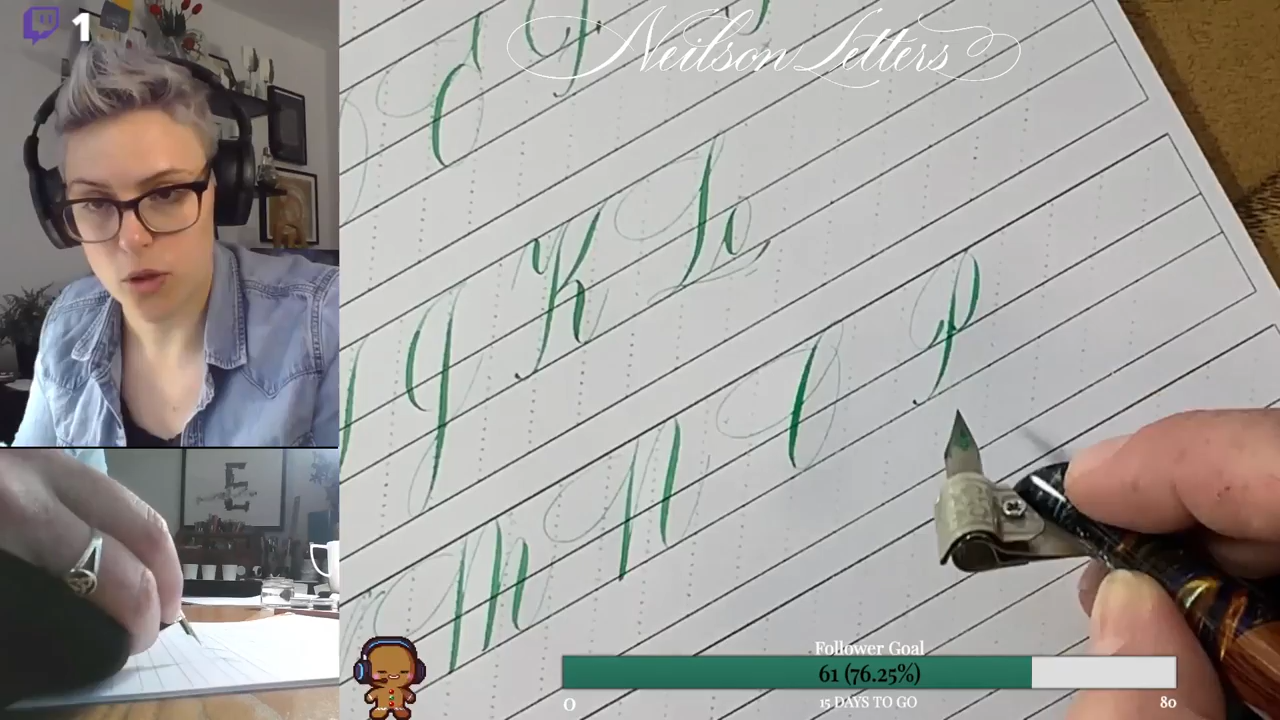 1
Neilson Letters
E
J K L
M N O P
Follower Goal
61 (76.25%)
0 15 DAYS TO GO 80